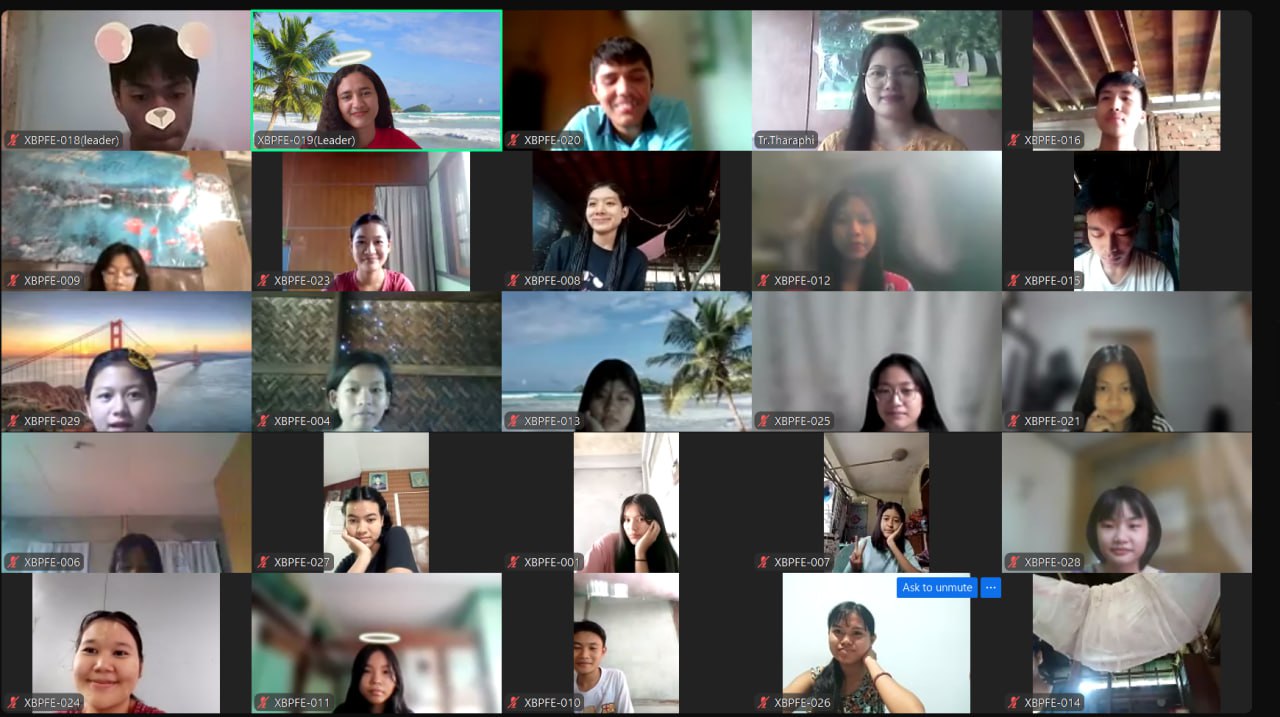 XBPFE-018(leader)
XBPFE-019(Leader)
XBPFE-020
Tr.Tharaphi
XBPFE-016
XBPFE-009
XBPFE-023
XBPFE-008
XBPFE-012
XBPFE-015
XBPFE-029
XBPFE-004
XBPFE-013
XBPFE-025
XBPFE-021
XBPFE-006
XBPFE-027
XBPFE-001
XBPFE-007
XBPFE-028
Ask to unmute
XBPFE-024
XBPFE-011
XBPFE-010
XBPFE-026
XBPFE-014